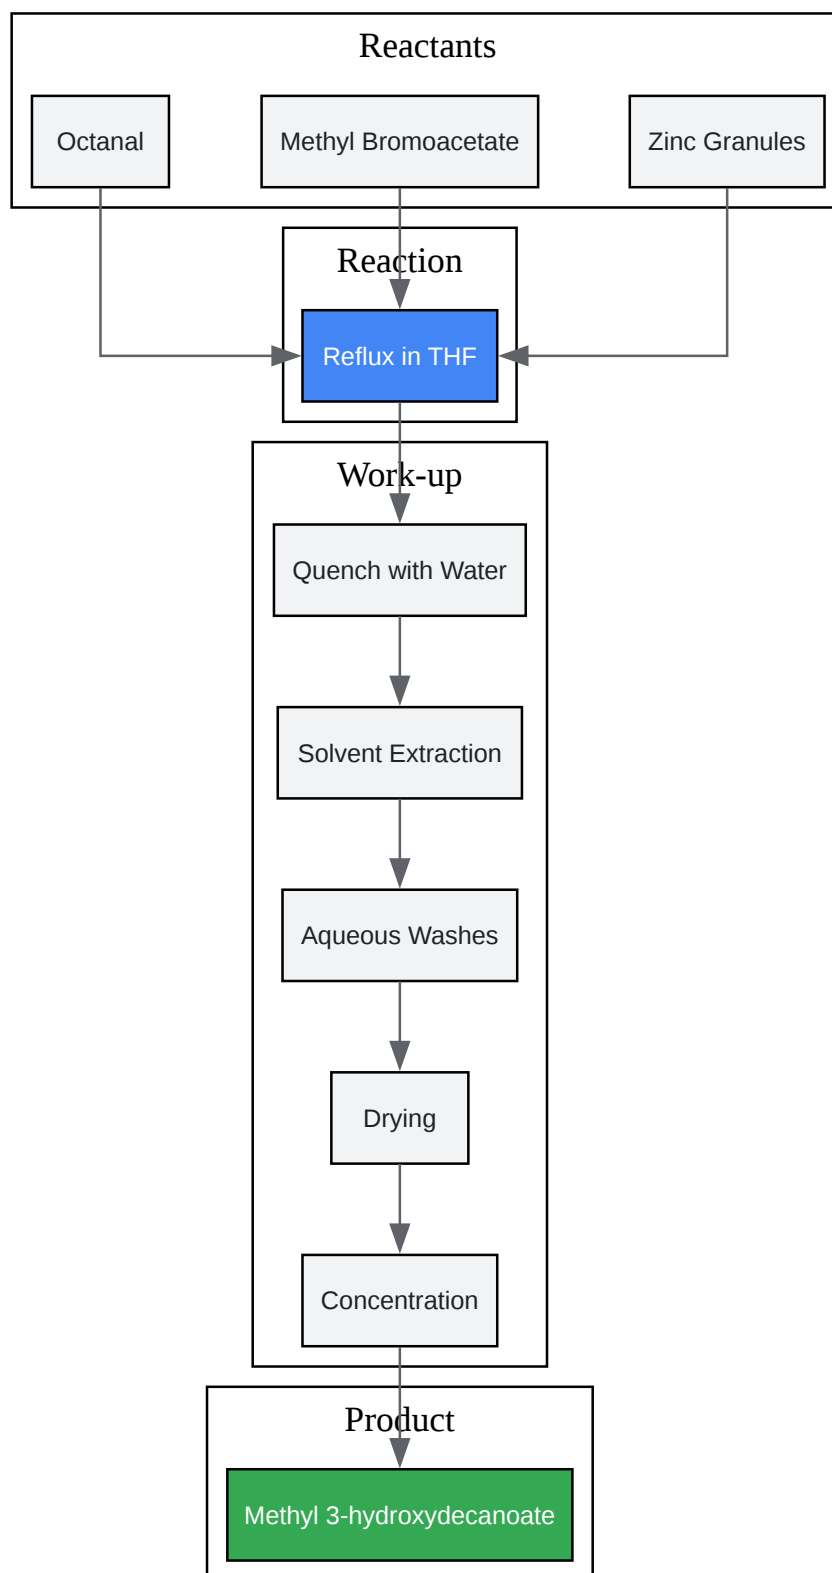 Reactants
Octanal
Methyl Bromoacetate
Zinc Granules
Reaction
Reflux in THF
Work-up
Quench with Water
Solvent Extraction
Aqueous Washes
Drying
Concentration
Product
Methyl 3-hydroxydecanoate